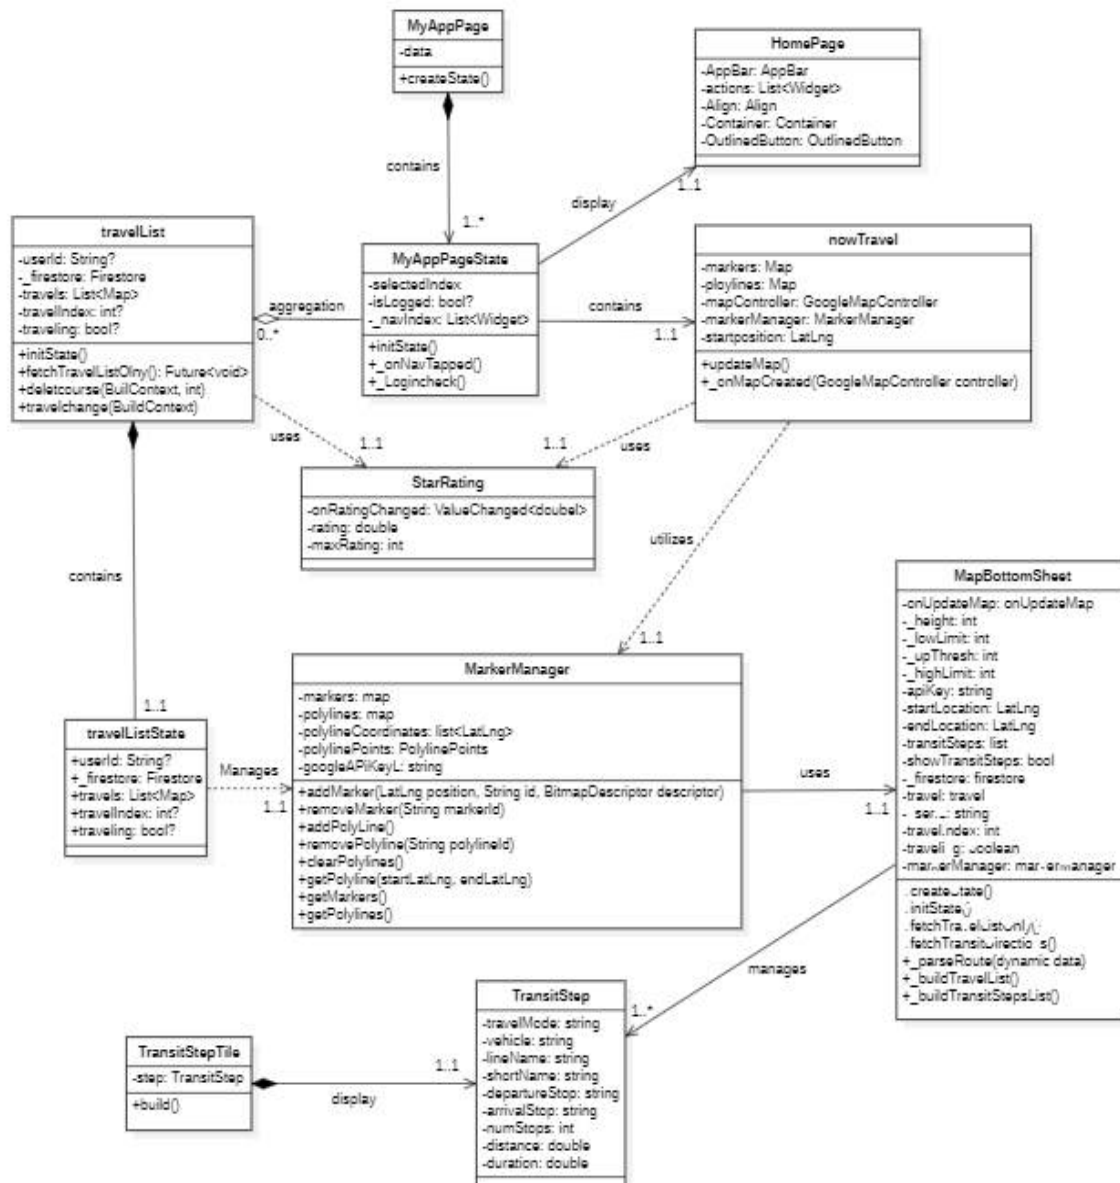 MyAppPage
-data
+createState()
HomePage
-AppBar: AppBar
-actions: List<Widget>
-Align: Align
-Container: Container
-OutlinedButton: OutlinedButton
contains
1..*
display
1..1
travelList
-userId: String?
-_firestore: Firestore
-travels: List<Map>
-travelIndex: int?
-traveling: bool?
+initState()
+fetchTravelListOlny(): Future<void>
+deletcourse(BuilContext, int)
+travelchange(BuildContext)
aggregation
0..*
MyAppPageState
-selectedIndex
-isLogged: bool?
-_navIndex: List<Widget>
+initState()
+_onNavTapped()
+_Logincheck()
contains
1..1
nowTravel
-markers: Map
-ploylines: Map
-mapController: GoogleMapController
-markerManager: MarkerManager
-startposition: LatLng
+updateMap()
+_onMapCreated(GoogleMapController controller)
uses
1..1
1..1
uses
StarRating
-onRatingChanged: ValueChanged<doubel>
-rating: double
-maxRating: int
utilizes
1..1
contains
1..1
MapBottomSheet
-onUpdateMap: onUpdateMap
-_height: int
-_lowLimit: int
-_upThresh: int
-_highLimit: int
-apiKey: string
-startLocation: LatLng
-endLocation: LatLng
-transitSteps: list
-showTransitSteps: bool
-_firestore: firestore
-travel: travel
string
int
+_parseRoute(dynamic data)
+_buildTravelList()
+_buildTransitStepsList()
MarkerManager
-markers: map
-polylines: map
-polylineCoordinates: list<LatLng>
-polylinePoints: PolylinePoints
-googleAPiKeyL: string
+addMarker(LatLng position, String id, BitmapDescriptor descriptor)
+removeMarker(String markerId)
+addPolyLine()
+removePolyline(String polylineId)
+clearPolylines()
+getPolyline(startLatLng, endLatLng)
+getMarkers()
+getPolylines()
uses
1..1
travelListState
+userId: String?
+_firestore: Firestore
+travels: List<Map>
+travelIndex: int?
+traveling: bool?
Manages
1..1
manages
1..*
TransitStep
-travelMode: string
-vehicle: string
-lineName: string
-shortName: string
-departureStop: string
-arrivalStop: string
-numStops: int
-distance: double
-duration: double
TransitStepTile
-step: TransitStep
+build()
display
1..1